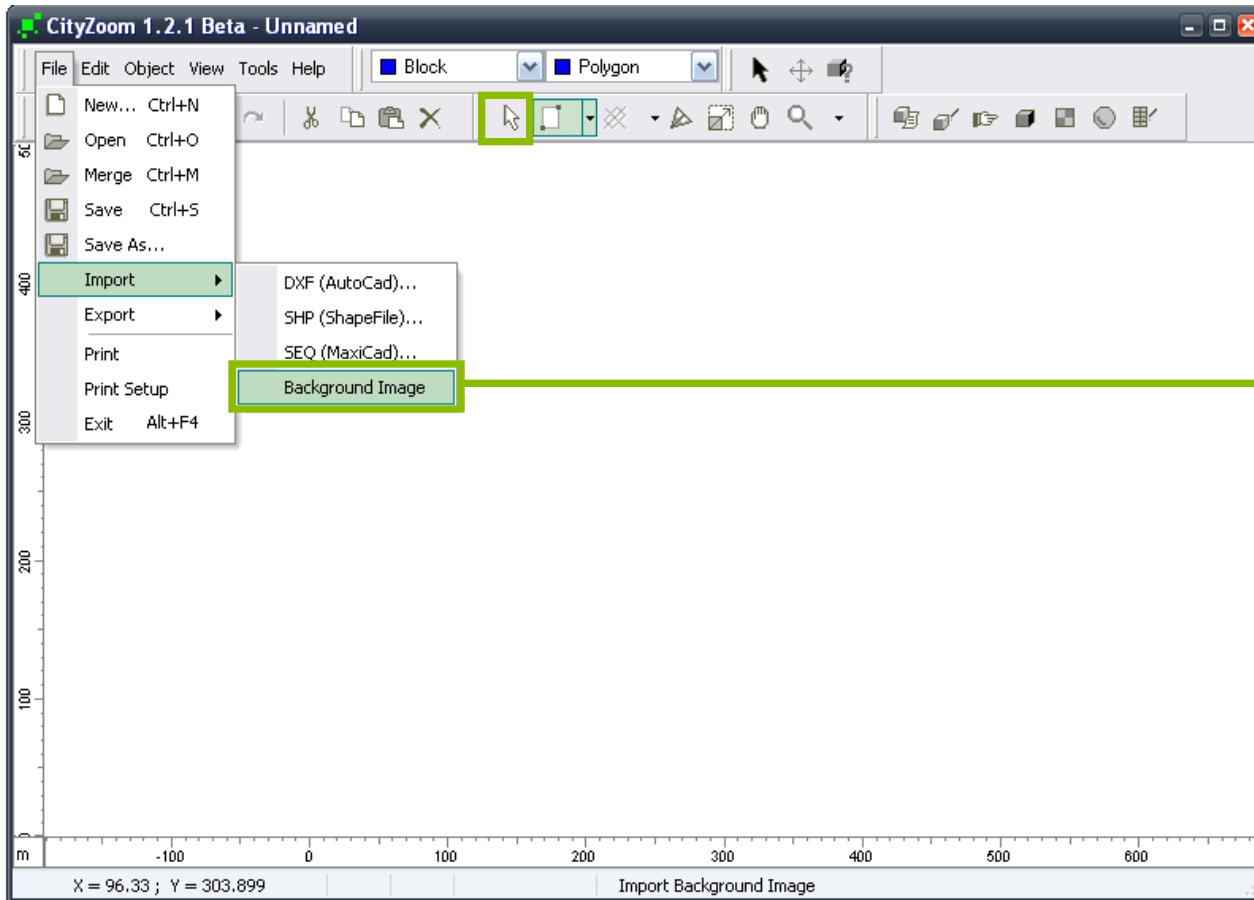 CityZoom 1.2.1 Beta - Unnamed
File Edit Object View Tools Help Block Polygon
New... Ctrl+N
Open Ctrl+O
Merge Ctrl+M
Save Ctrl+S
Save As...
Import
Export
Print
Print Setup
Exit Alt+F4
DXF (AutoCad)...
SHP (ShapeFile)...
SEQ (MaxiCad)...
Background Image
400
300
200
100
m -100 0 100 200 300 400 500 600
X = 96.33 ; Y = 303.899 Import Background Image